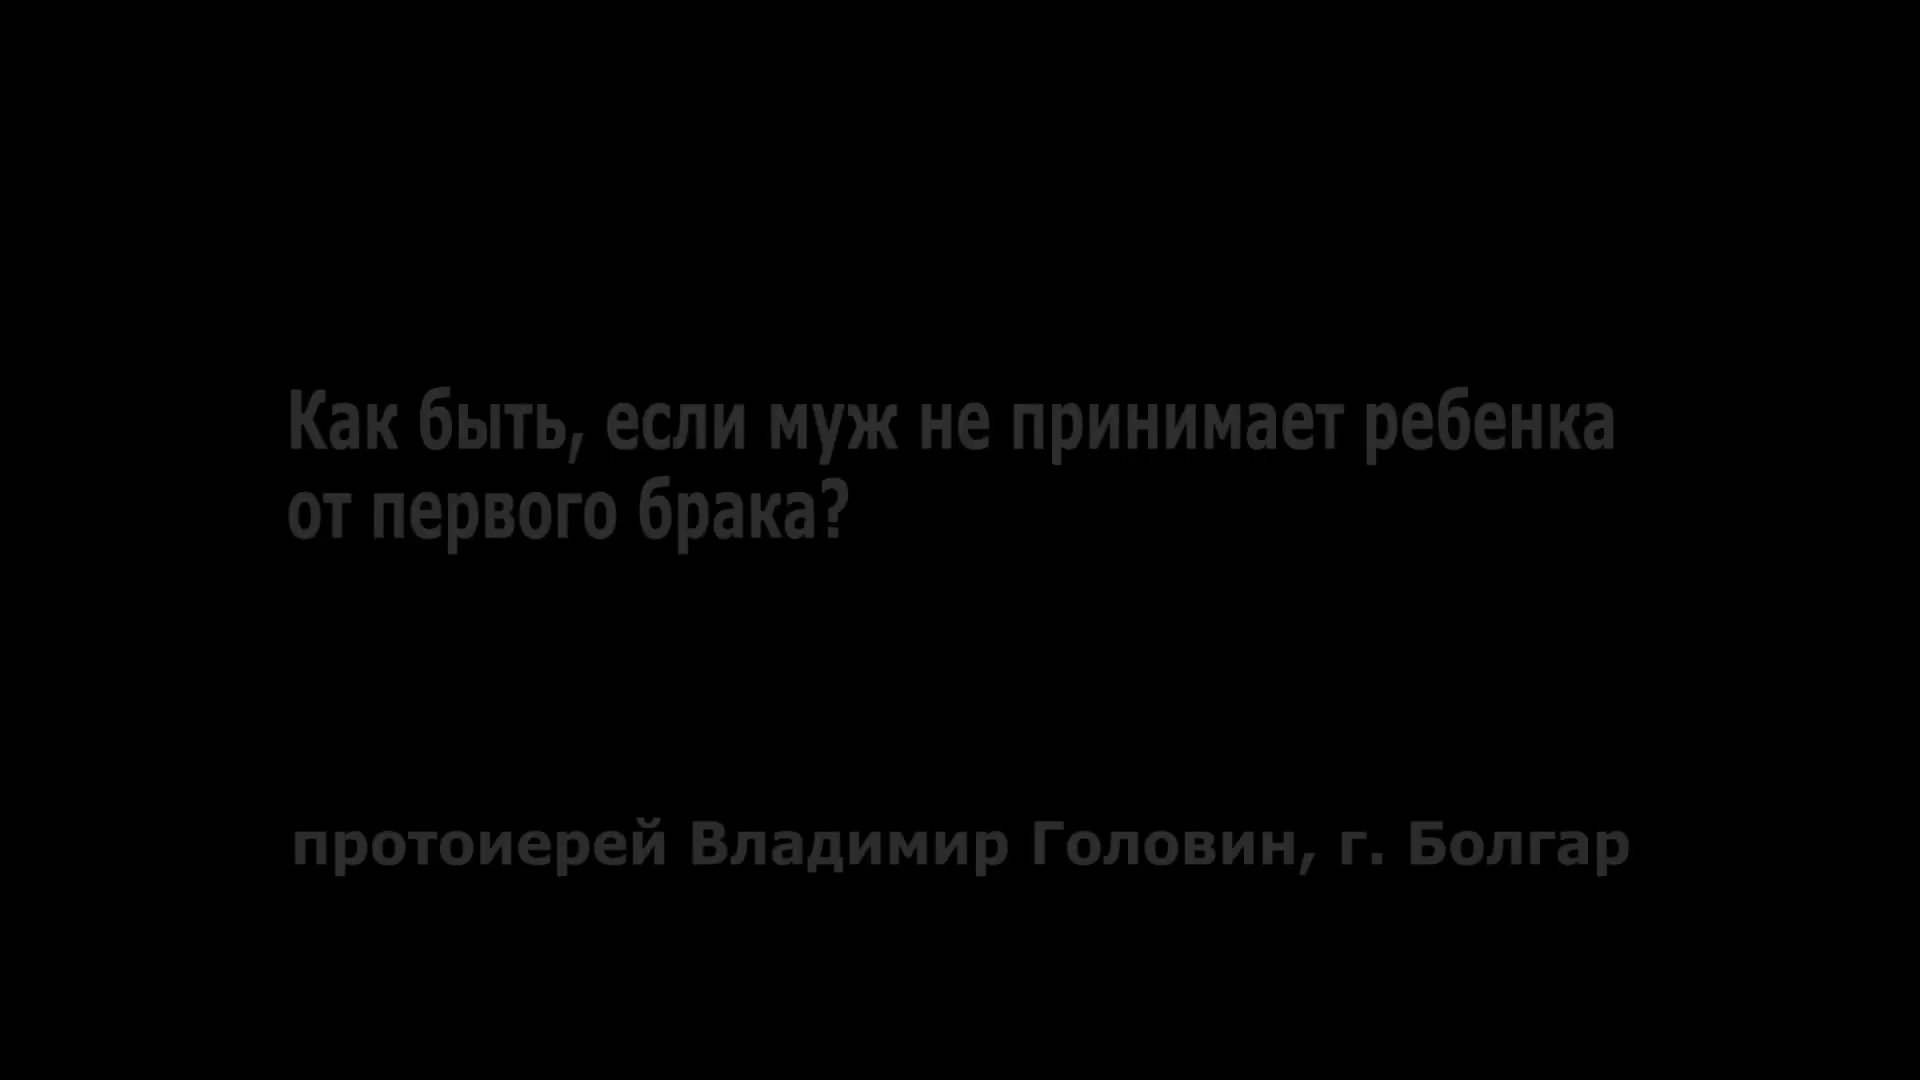 Как быть, если муж не принимает ребенка
от первого брака?
протоиерей Владимир Головин, г. Болгар